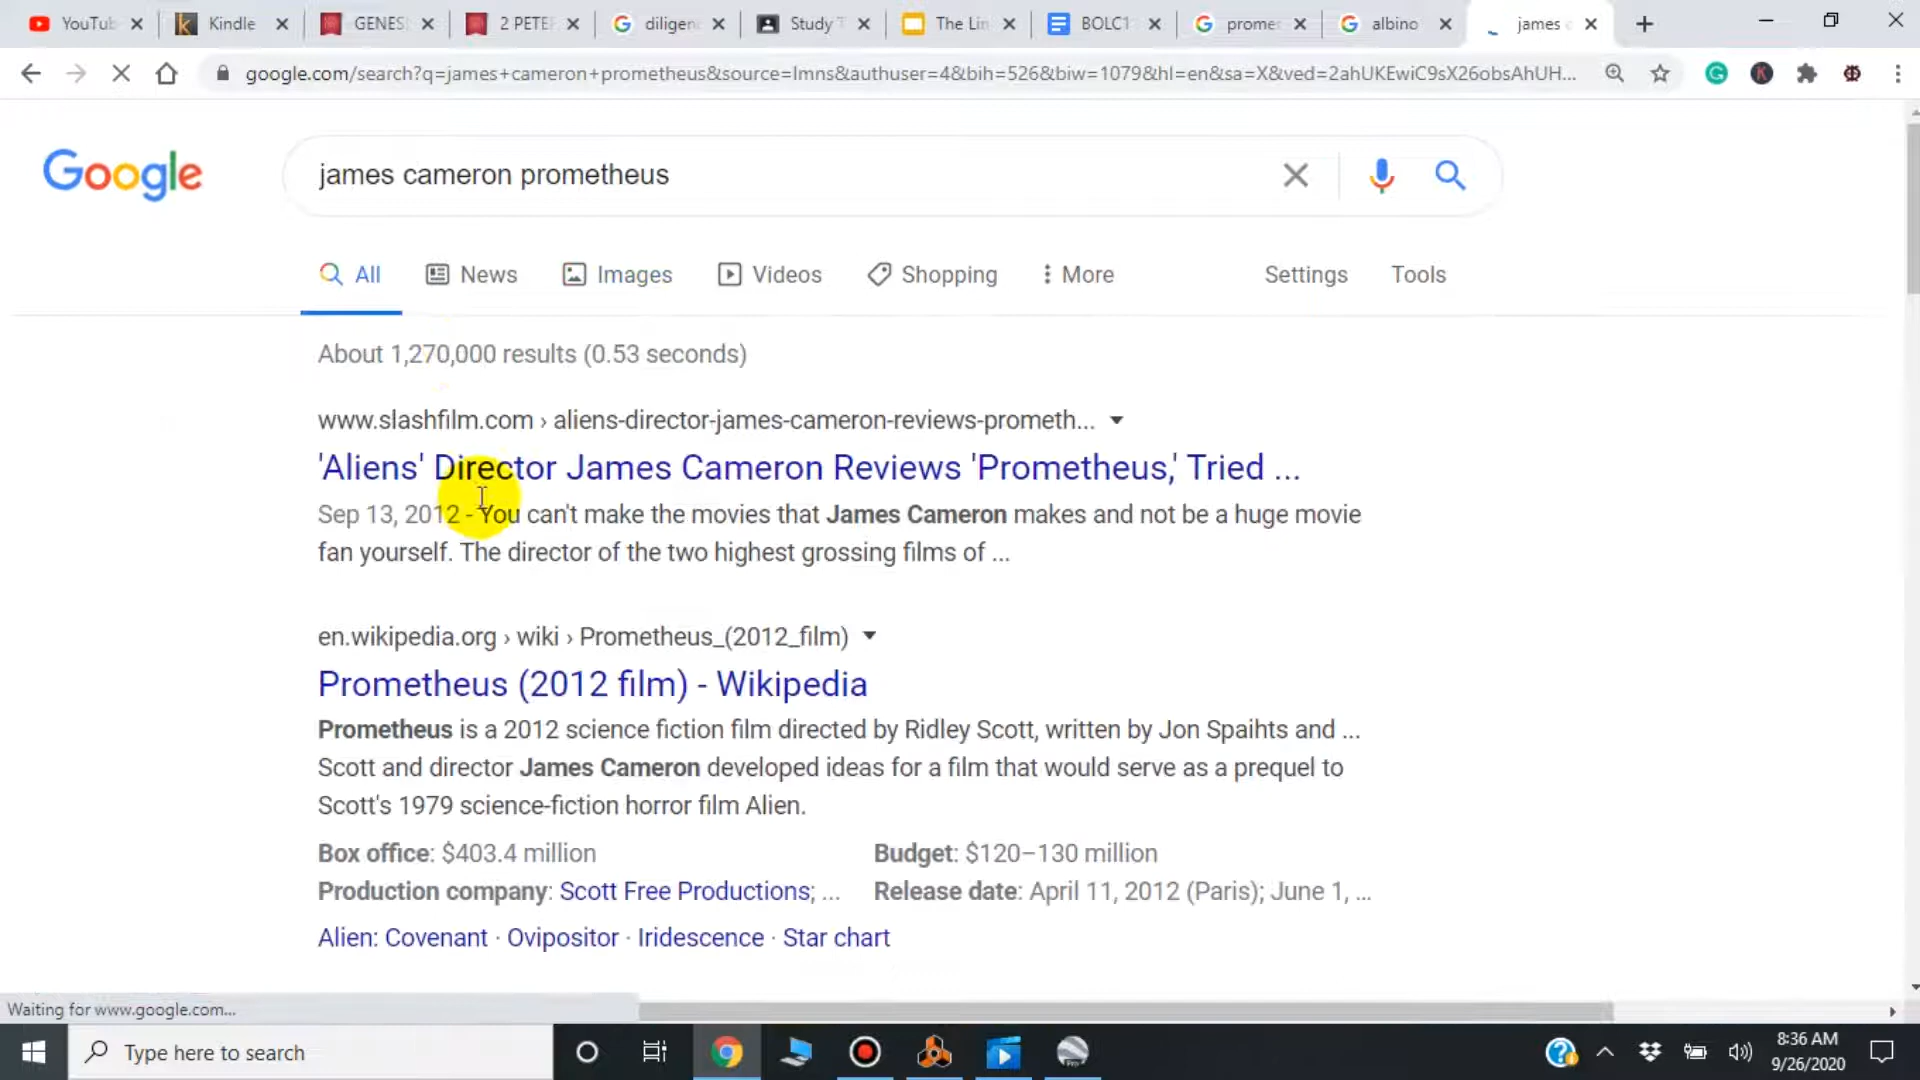 YouTub
Kindle
GENES
2 PETE
diligen
Study T
The Lin
BOLC1
prome
albino
james c
google.com/search?q=james+cameron+prometheus&source=lmns&authuser=4&bih=526&biw=1079&hl=en&sa=X&ved=2ahUKEwiC9sX26obsAhUH...
Google
james cameron prometheus
All
News
Images
Videos
Shopping
More
Settings
Tools
About 1,270,000 results (0.53 seconds)
www.slashfilm.com › aliens-director-james-cameron-reviews-prometh...
'Aliens' Director James Cameron Reviews 'Prometheus,' Tried ...
Sep 13, 2012 - You can't make the movies that James Cameron makes and not be a huge movie
fan yourself. The director of the two highest grossing films of ...
en.wikipedia.org › wiki › Prometheus_(2012_film)
Prometheus (2012 film) - Wikipedia
Prometheus is a 2012 science fiction film directed by Ridley Scott, written by Jon Spaihts and ...
Scott and director James Cameron developed ideas for a film that would serve as a prequel to
Scott's 1979 science-fiction horror film Alien.
Box office: $403.4 million
Budget: $120–130 million
Production company: Scott Free Productions; ...
Release date: April 11, 2012 (Paris); June 1, ...
Alien: Covenant · Ovipositor · Iridescence · Star chart
Waiting for www.google.com...
Type here to search
8:36 AM
9/26/2020